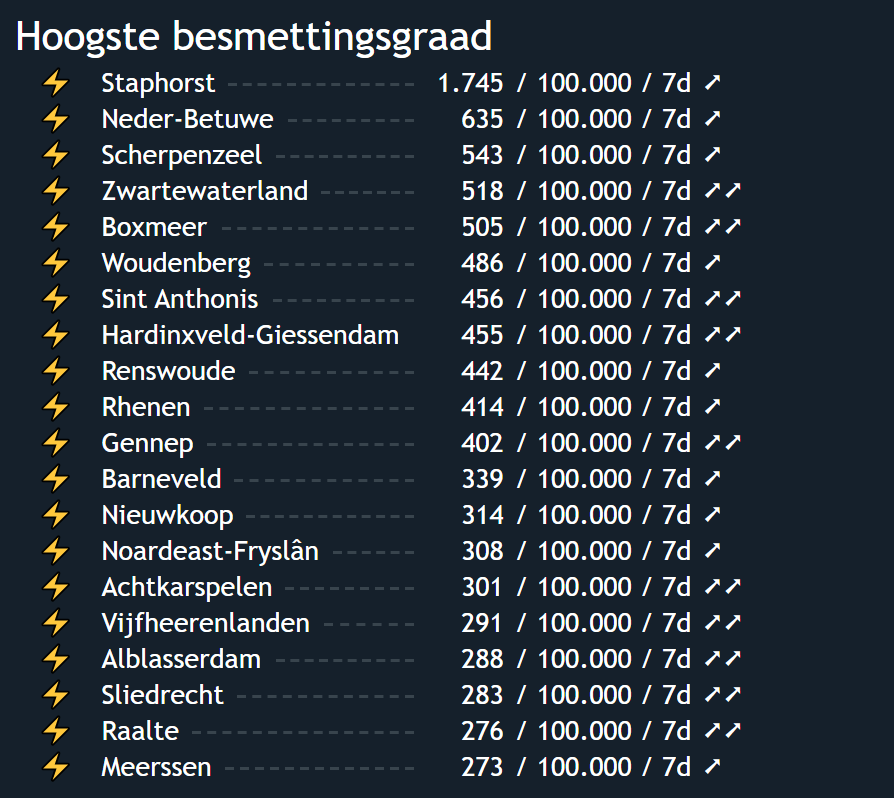 Hoogste besmettingsgraad
⚡ Staphorst ---------------- 1.745 / 100.000 / 7d ➚
⚡ Neder-Betuwe ----------- 635 / 100.000 / 7d ➚
⚡ Scherpenzeel ------------ 543 / 100.000 / 7d ➚
⚡ Zwartewaterland -------- 518 / 100.000 / 7d ➚➚
⚡ Boxmeer ---------------- 505 / 100.000 / 7d ➚➚
⚡ Woudenberg ------------- 486 / 100.000 / 7d ➚
⚡ Sint Anthonis ------------ 456 / 100.000 / 7d ➚➚
⚡ Hardinxveld-Giessendam 455 / 100.000 / 7d ➚➚
⚡ Renswoude -------------- 442 / 100.000 / 7d ➚
⚡ Rhenen ------------------ 414 / 100.000 / 7d ➚
⚡ Gennep ------------------ 402 / 100.000 / 7d ➚➚
⚡ Barneveld --------------- 339 / 100.000 / 7d ➚
⚡ Nieuwkoop -------------- 314 / 100.000 / 7d ➚
⚡ Noardeast-Fryslân ------- 308 / 100.000 / 7d ➚
⚡ Achtkarspelen ----------- 301 / 100.000 / 7d ➚➚
⚡ Vijfheerenlanden -------- 291 / 100.000 / 7d ➚➚
⚡ Alblasserdam ------------ 288 / 100.000 / 7d ➚➚
⚡ Sliedrecht --------------- 283 / 100.000 / 7d ➚➚
⚡ Raalte ------------------- 276 / 100.000 / 7d ➚➚
⚡ Meerssen ---------------- 273 / 100.000 / 7d ➚